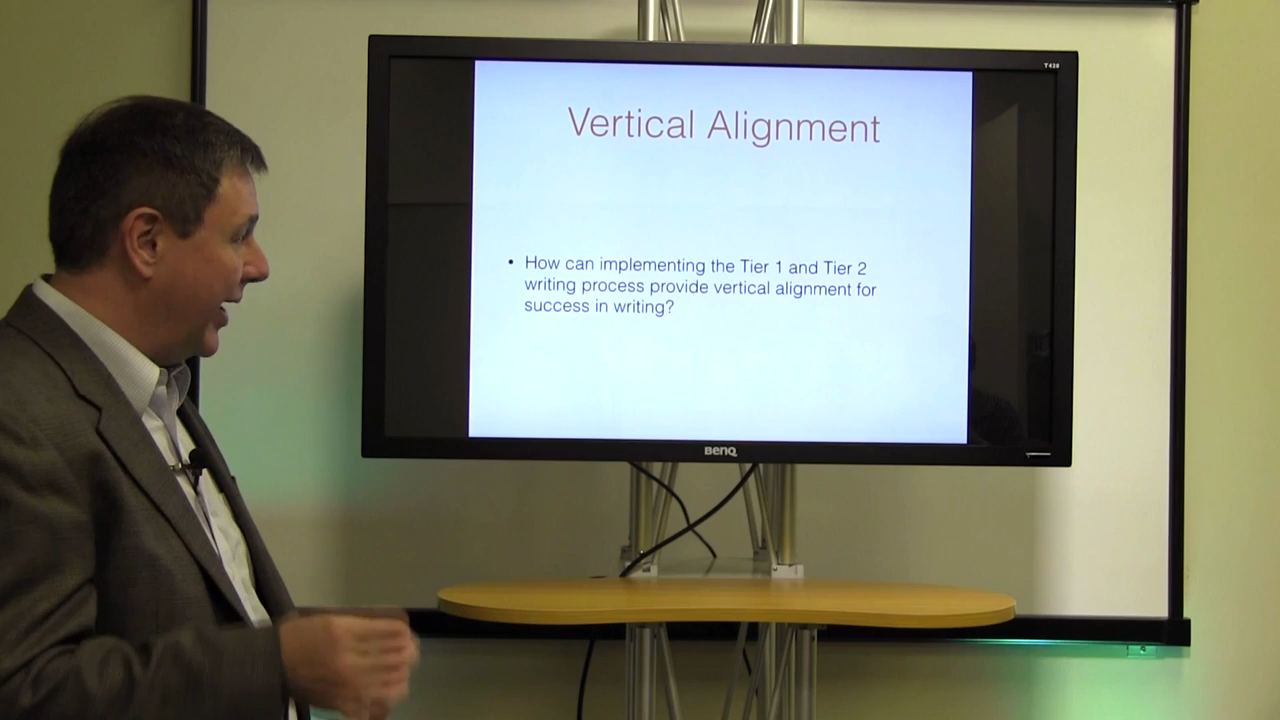 T420
Vertical Alignment
• How can implementing the Tier 1 and Tier 2
writing process provide vertical alignment for
success in writing?
BenQ